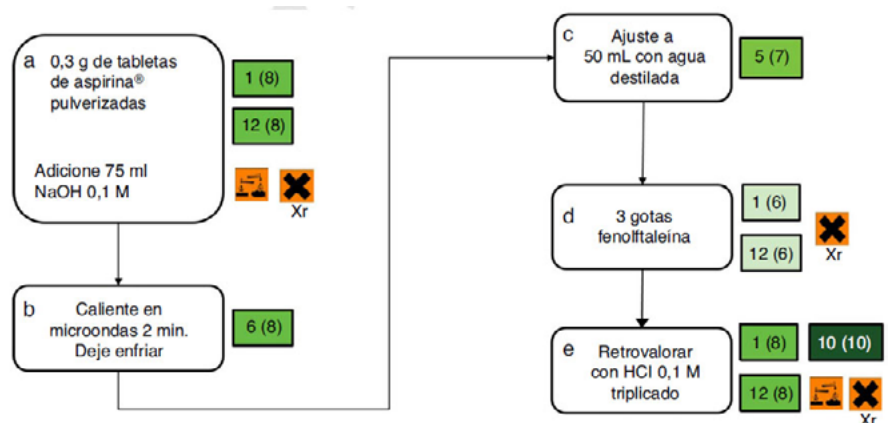 a 0,3 g de tabletas
de aspirina®
pulverizadas
Adicione 75 ml
NaOH 0,1 M
1 (8)
12 (8)
Xr
b Caliente en
microondas 2 min.
Deje enfriar
6 (8)
c Ajuste a
50 mL con agua
destilada
5 (7)
d 3 gotas
fenolftaleina
1 (6)
12 (6)
Xr
e Retrovalorar
con HCl 0,1 M
triplicado
1 (8)
10 (10)
12 (8)
Xr